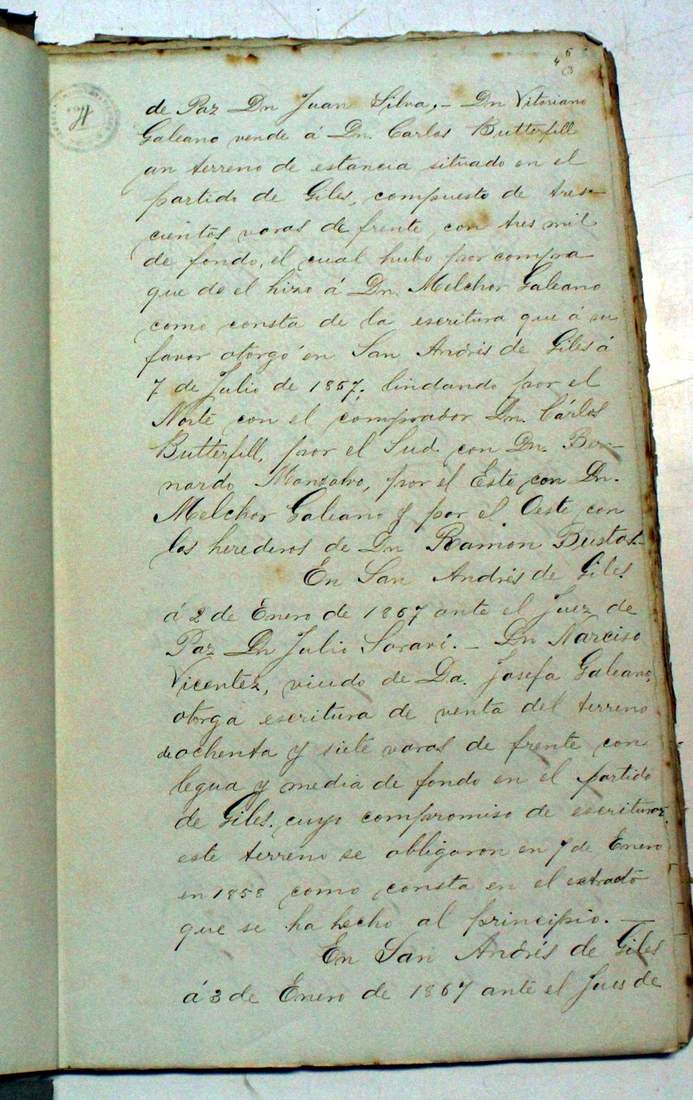 de Paz Dn Juan Silva, - Dn Vitoriano
Galeano vende á Dn. Carlos Butterfill
un terreno de estancia situado en el
partido de Giles, compuesto de tres-
cientos varas de frente con tres mil
de fondo, el cual hubo por compra
que de el hizo á Dn. Melchor Galeano
como consta de la escritura que á su
favor otorgó en San Andrés de Giles á
7 de Julio de 1857; lindando por el
Norte con el comprador Dn. Cárlos
Butterfill, por el Sud. con Dn. Ber-
nardo Monsalvo, por el Este con Dn.
Melchor Galeano y por el Oeste con
los herederos de Dn Ramon Bustos.-
En San Andrés de Giles
á 2 de Enero de 1867 ante el Juez de
Paz Dn Julio Soraví. - Dn Narciso
Vicentez, viudo de Da. Josefa Galeano,
otorga escritura de venta del terreno
de ochenta y siete varas de frente con
legua y media de fondo en el partido
de Giles. cuyo compromiso de escriturar
este terreno se obligaron en 7 de Enero
en 1858 como consta en el extracto
que se ha hecho al principio. —
En San Andrés de Giles
á 3 de Enero de 1867 ante el Jues de